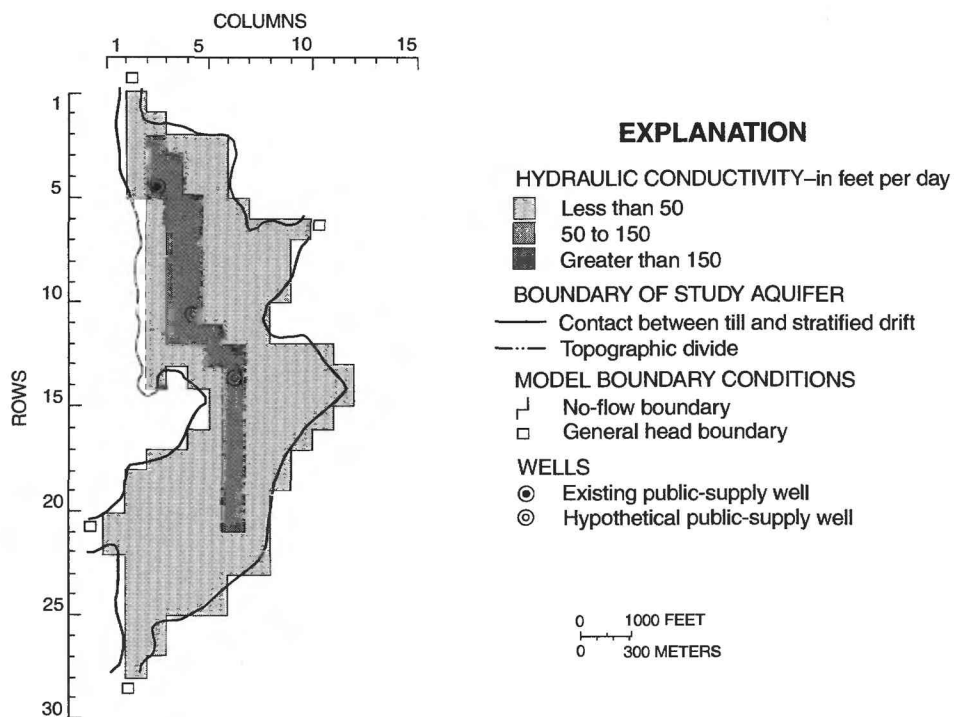 COLUMNS
1 5 10 15
ROWS
1
5
10
15
20
25
30
EXPLANATION
HYDRAULIC CONDUCTIVITY–in feet per day
Less than 50
50 to 150
Greater than 150
BOUNDARY OF STUDY AQUIFER
Contact between till and stratified drift
Topographic divide
MODEL BOUNDARY CONDITIONS
No-flow boundary
General head boundary
WELLS
Existing public-supply well
Hypothetical public-supply well
0 1000 FEET
0 300 METERS